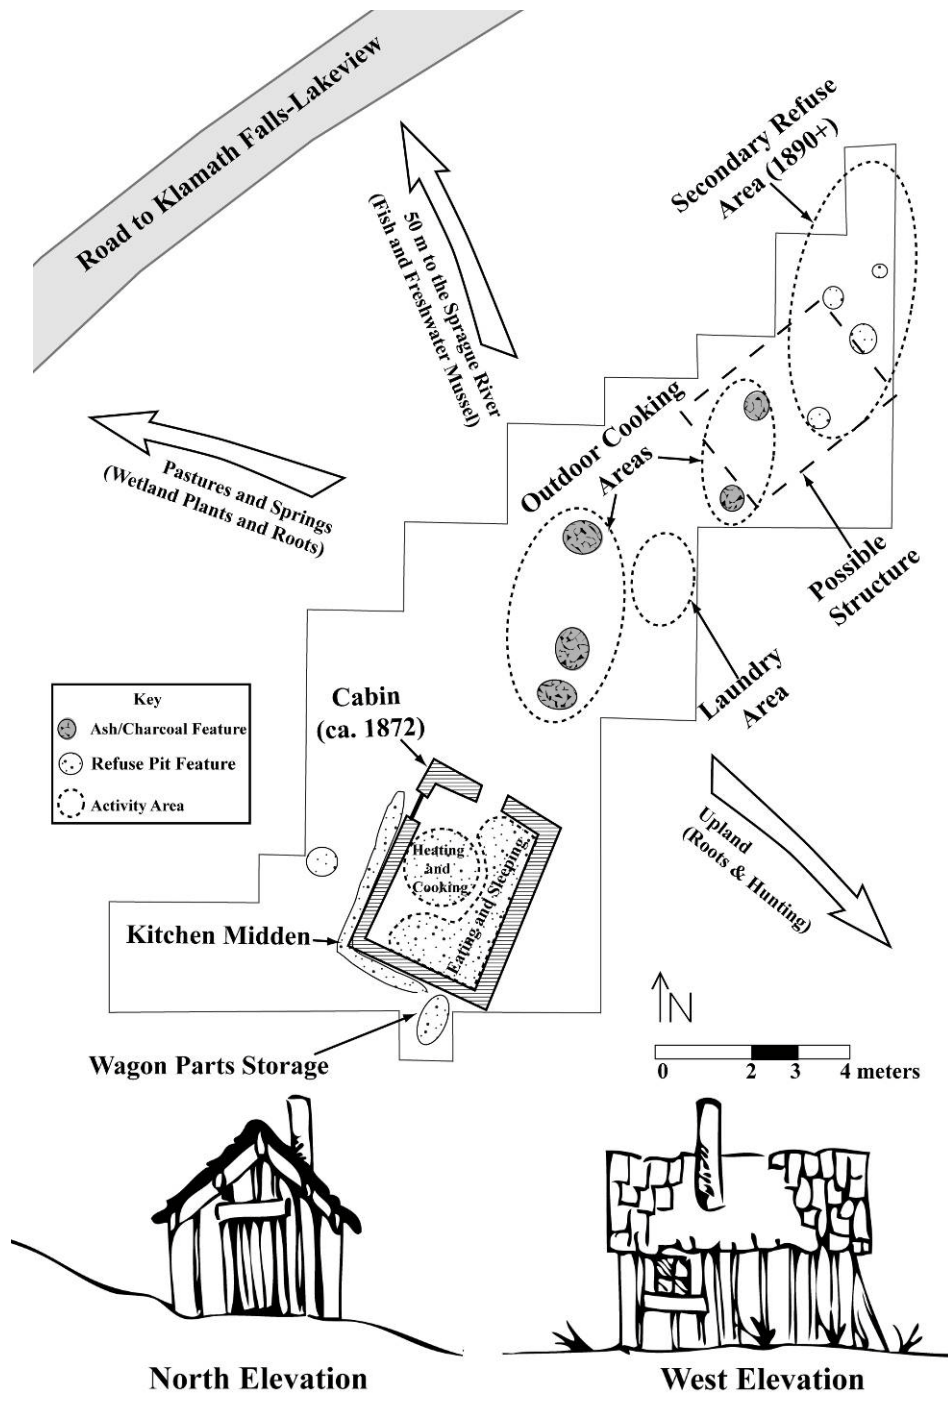 Road to Klamath Falls-Lakeview
Secondary Refuse
Area (1890+)
50 m to the Sprague River
(Fish and Freshwater Mussel)
Pastures and Springs
(Wetland Plants and Roots)
Outdoor Cooking
Areas
Possible
Structure
Laundry
Area
Key
Ash/Charcoal Feature
Refuse Pit Feature
Activity Area
Cabin
(ca. 1872)
Heating
and
Cooking
Eating and Sleeping
Upland
(Roots & Hunting)
Kitchen Midden
Wagon Parts Storage
N
0 2 3 4 meters
North Elevation
West Elevation